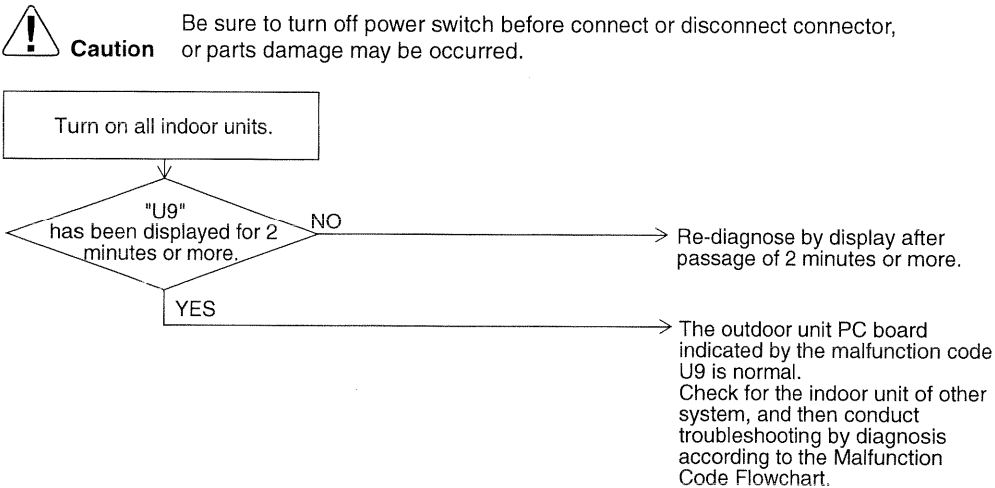 Be sure to turn off power switch before connect or disconnect connector,
Caution or parts damage may be occurred.
Turn on all indoor units.
"U9"
has been displayed for 2
minutes or more.
NO
Re-diagnose by display after
passage of 2 minutes or more.
YES
The outdoor unit PC board
indicated by the malfunction code
U9 is normal.
Check for the indoor unit of other
system, and then conduct
troubleshooting by diagnosis
according to the Malfunction
Code Flowchart.